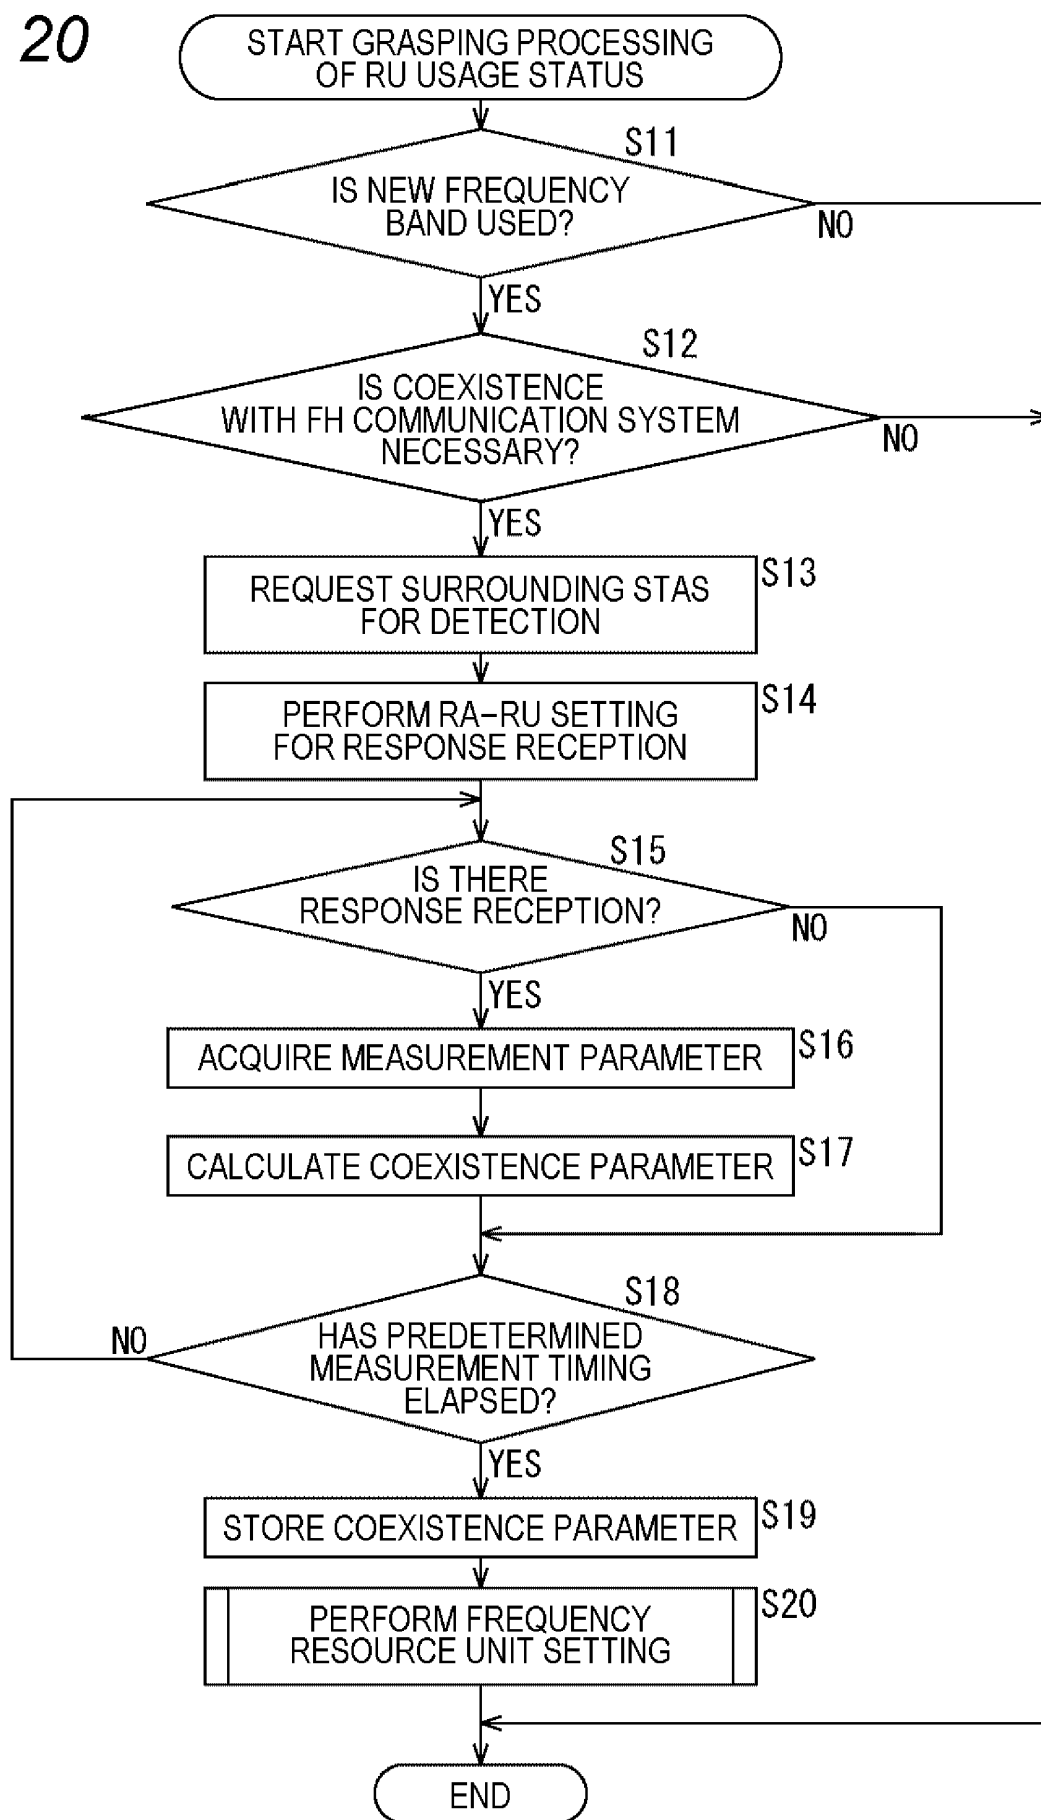 20
START GRASPING PROCESSING
OF RU USAGE STATUS
S11
IS NEW FREQUENCY
BAND USED?
NO
YES
S12
IS COEXISTENCE
WITH FH COMMUNICATION SYSTEM
NECESSARY?
NO
YES
S13
REQUEST SURROUNDING STAS
FOR DETECTION
S14
PERFORM RA-RU SETTING
FOR RESPONSE RECEPTION
S15
IS THERE
RESPONSE RECEPTION?
NO
YES
S16
ACQUIRE MEASUREMENT PARAMETER
S17
CALCULATE COEXISTENCE PARAMETER
S18
NO
HAS PREDETERMINED
MEASUREMENT TIMING
ELAPSED?
YES
S19
STORE COEXISTENCE PARAMETER
S20
PERFORM FREQUENCY
RESOURCE UNIT SETTING
END